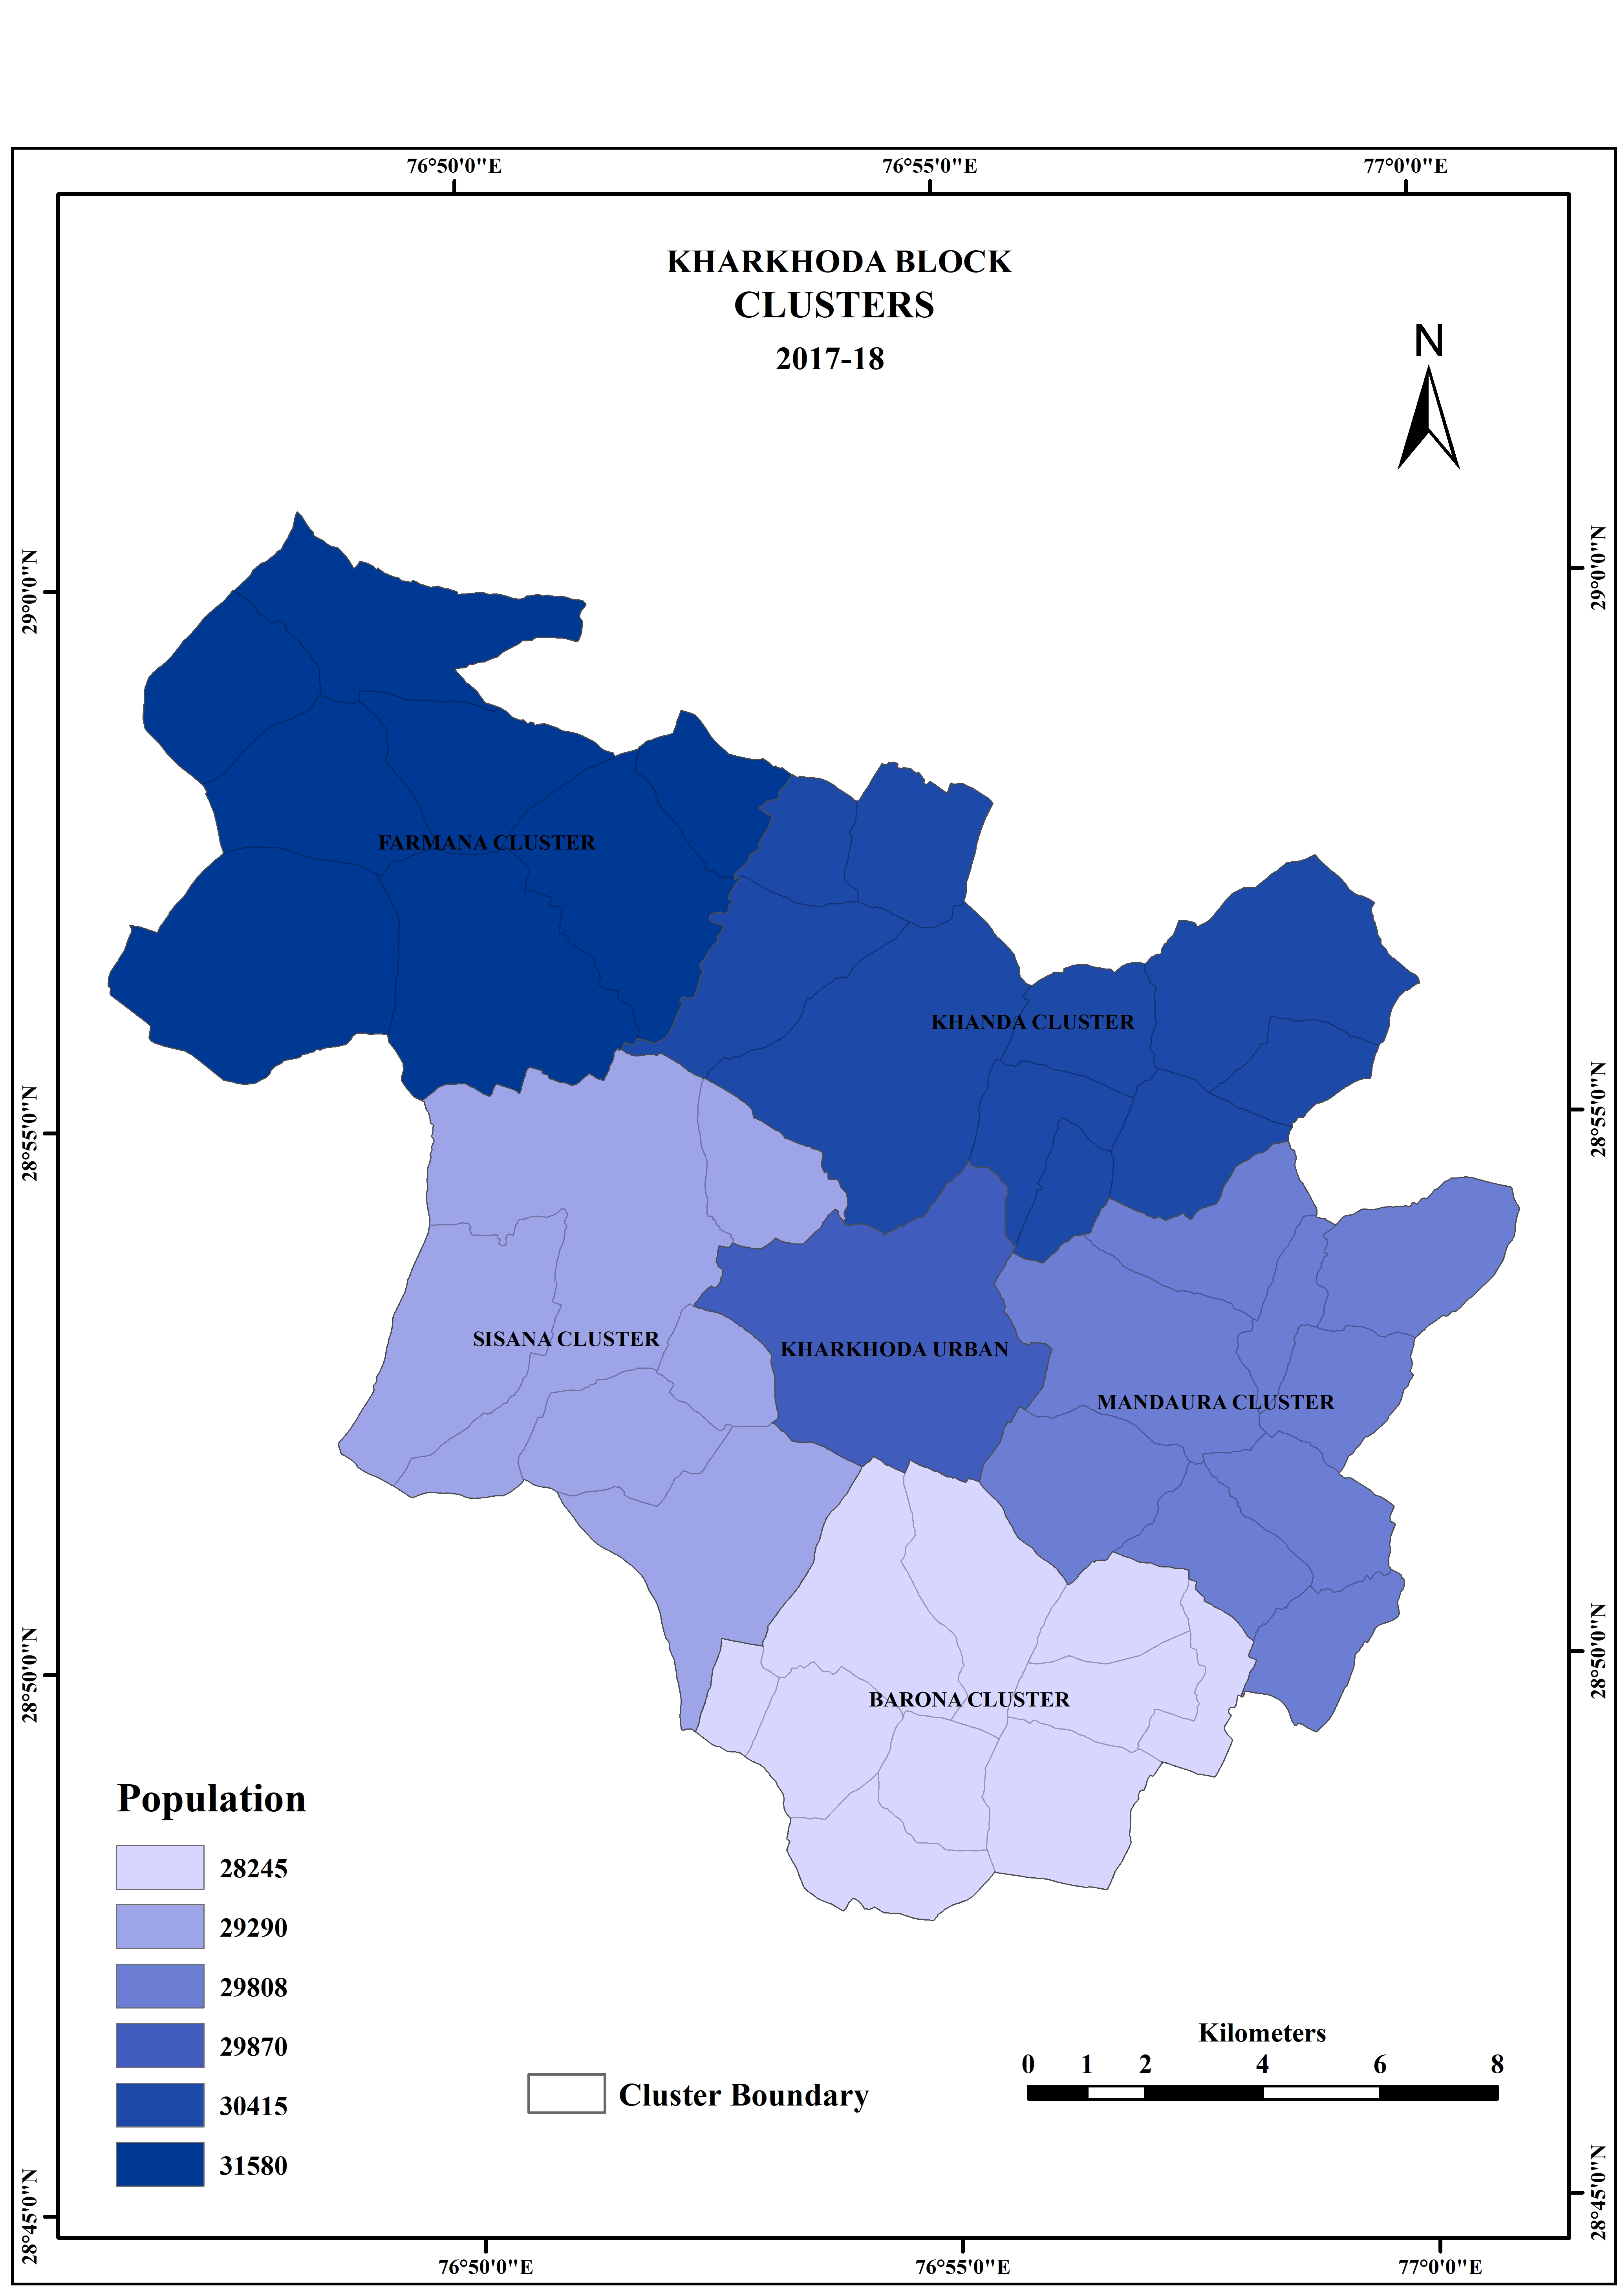 76°50'0"E
76°55'0"E
77°0'0"E
KHARKHODA BLOCK
CLUSTERS
2017-18
N
29°0'0"N
29°0'0"N
FARMANA CLUSTER
KHANDA CLUSTER
28°55'0"N
28°55'0"N
SISANA CLUSTER
KHARKHODA URBAN
MANDAURA CLUSTER
28°50'0"N
28°50'0"N
BARONA CLUSTER
Population
28245
29290
29808
29870
30415
31580
Cluster Boundary
Kilometers
0 1 2 4 6 8
28°45'0"N
28°45'0"N
76°50'0"E
76°55'0"E
77°0'0"E